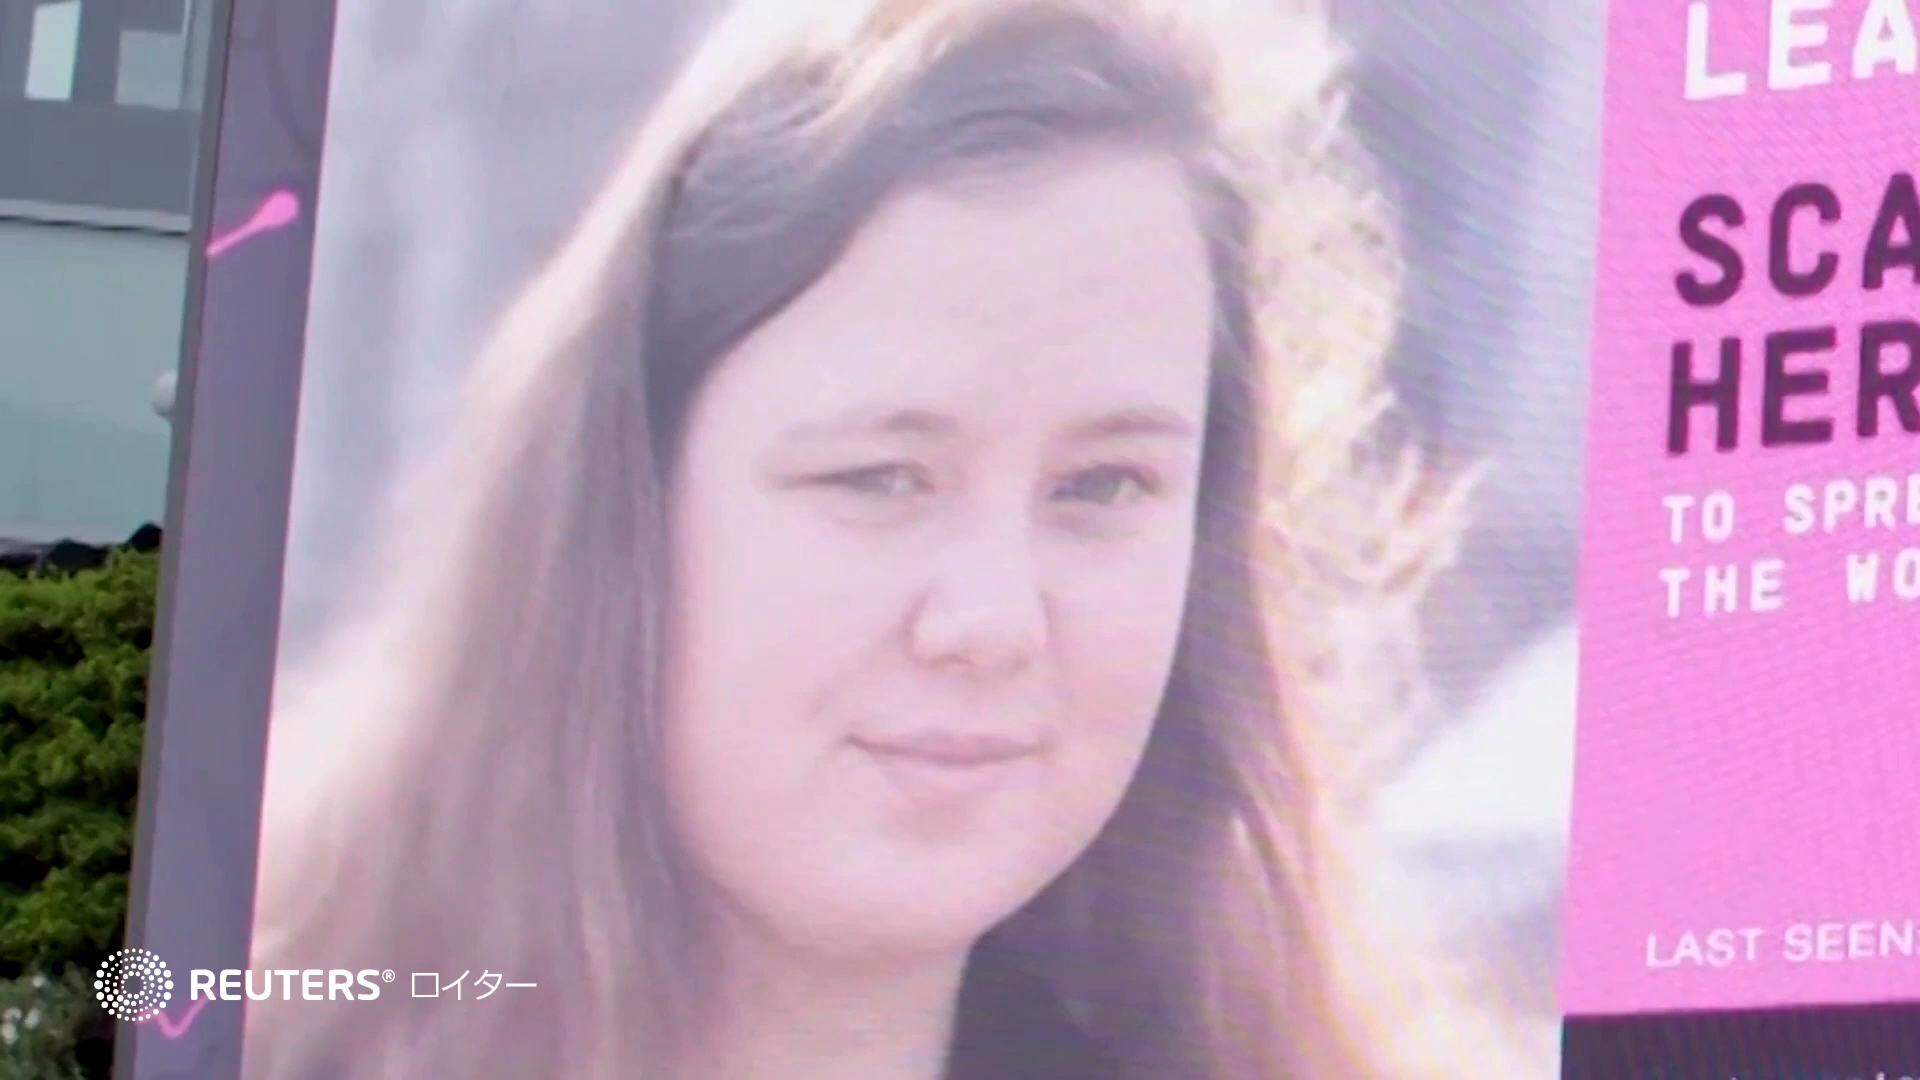 LEA
SCA
HER
TO SPRE
THE WO
LAST SEEN:
REUTERS® ロイター